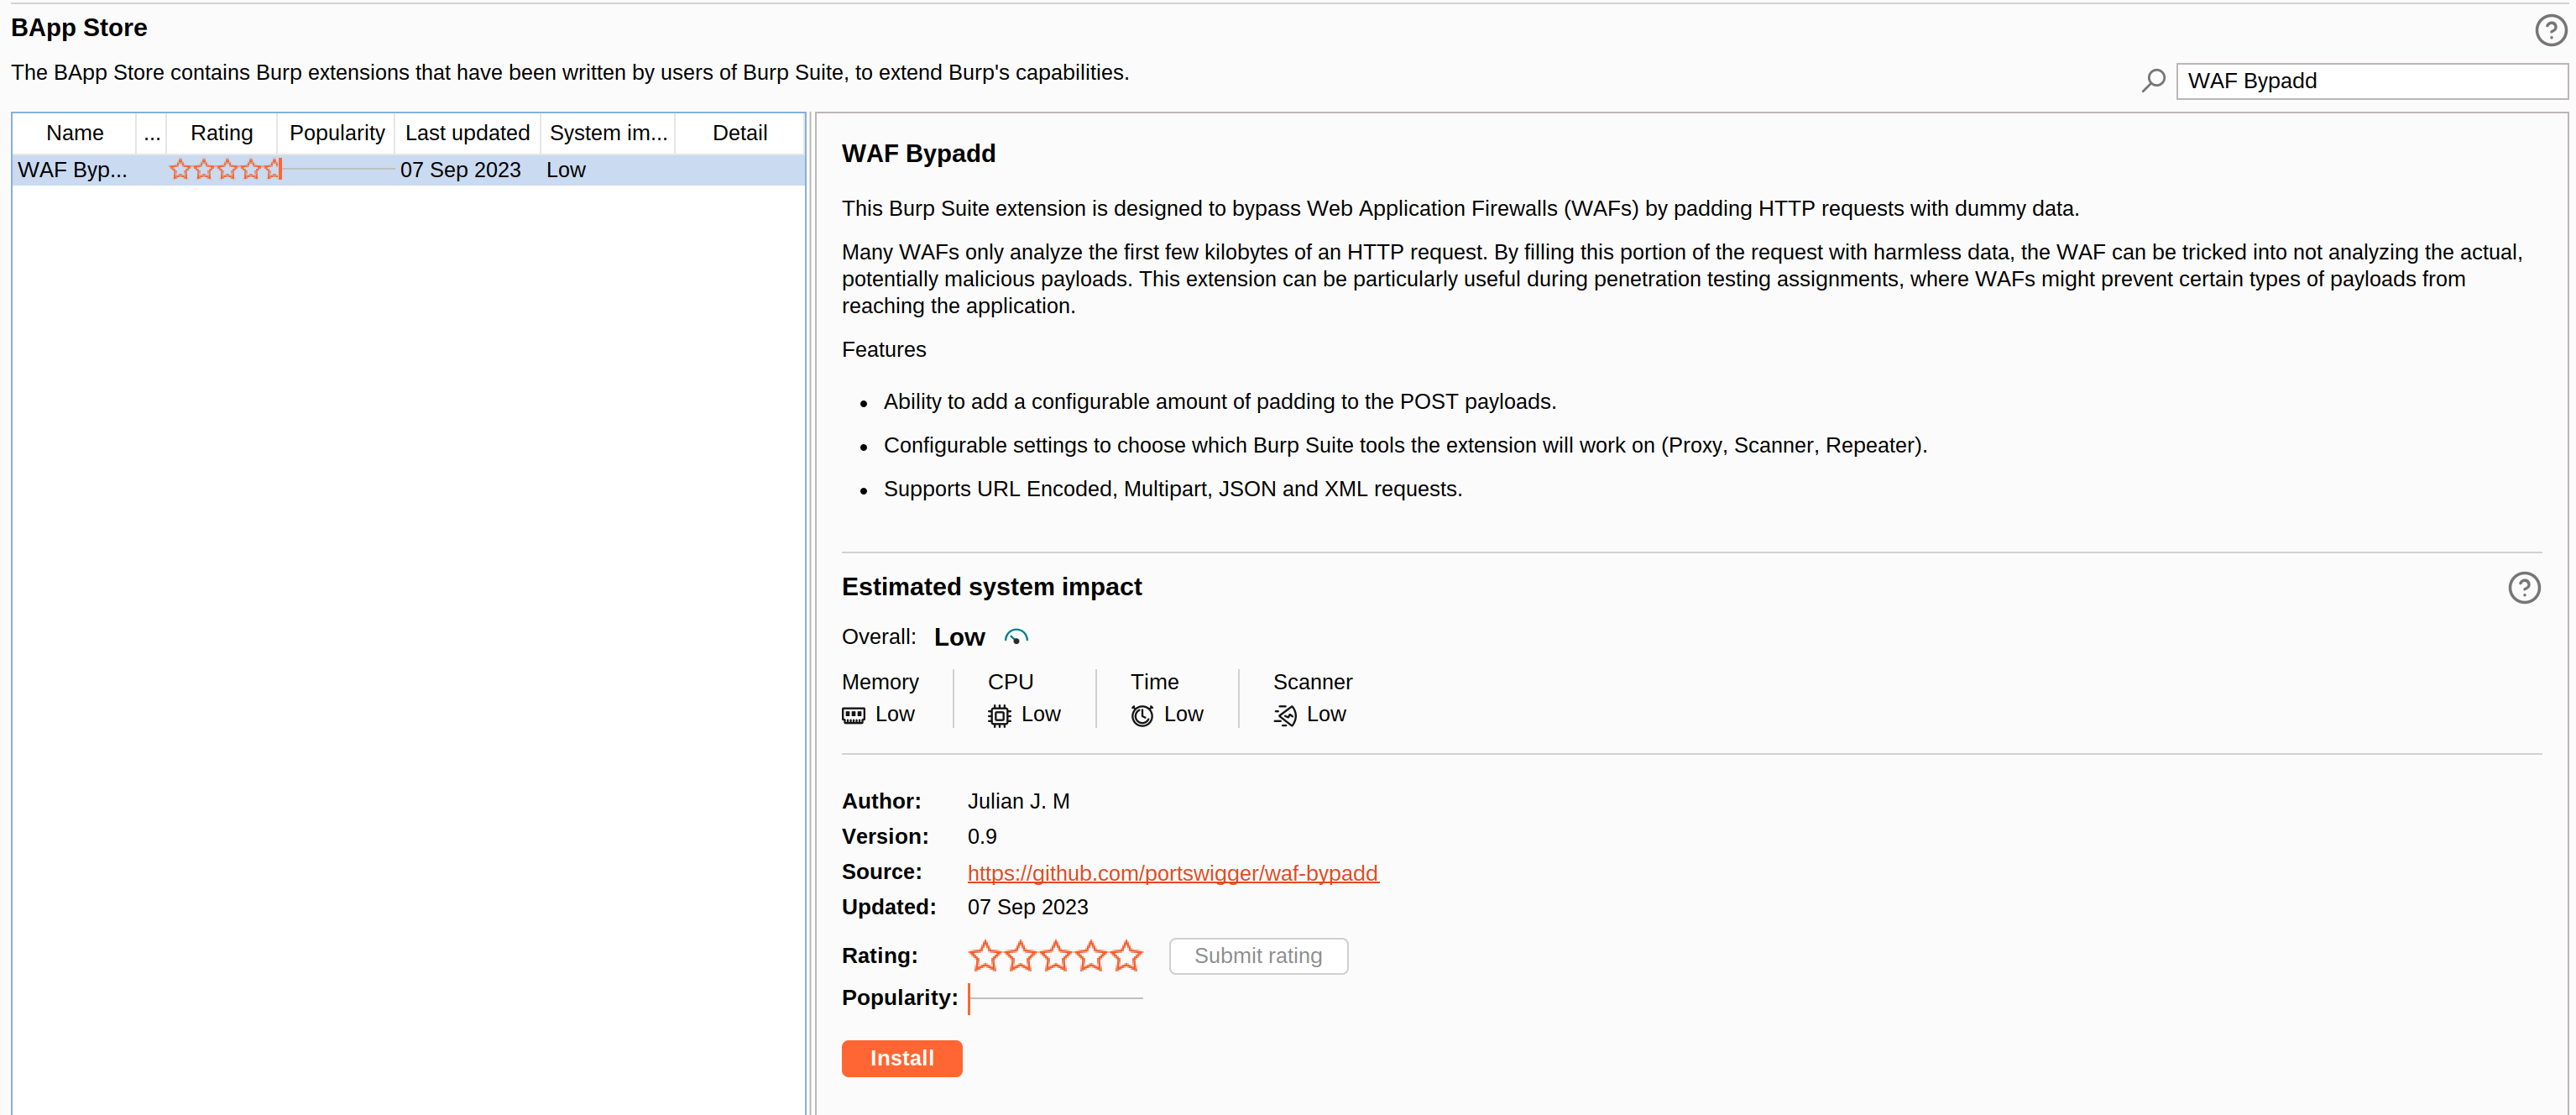 BApp Store
The BApp Store contains Burp extensions that have been written by users of Burp Suite, to extend Burp's capabilities.
WAF Bypadd
Name ... Rating Popularity Last updated System im... Detail
WAF Byp... 07 Sep 2023 Low
WAF Bypadd
This Burp Suite extension is designed to bypass Web Application Firewalls (WAFs) by padding HTTP requests with dummy data.
Many WAFs only analyze the first few kilobytes of an HTTP request. By filling this portion of the request with harmless data, the WAF can be tricked into not analyzing the actual,
potentially malicious payloads. This extension can be particularly useful during penetration testing assignments, where WAFs might prevent certain types of payloads from
reaching the application.
Features
• Ability to add a configurable amount of padding to the POST payloads.
• Configurable settings to choose which Burp Suite tools the extension will work on (Proxy, Scanner, Repeater).
• Supports URL Encoded, Multipart, JSON and XML requests.
Estimated system impact
Overall: Low
Memory CPU Time Scanner
Low Low Low Low
Author: Julian J. M
Version: 0.9
Source: https://github.com/portswigger/waf-bypadd
Updated: 07 Sep 2023
Rating: Submit rating
Popularity:
Install